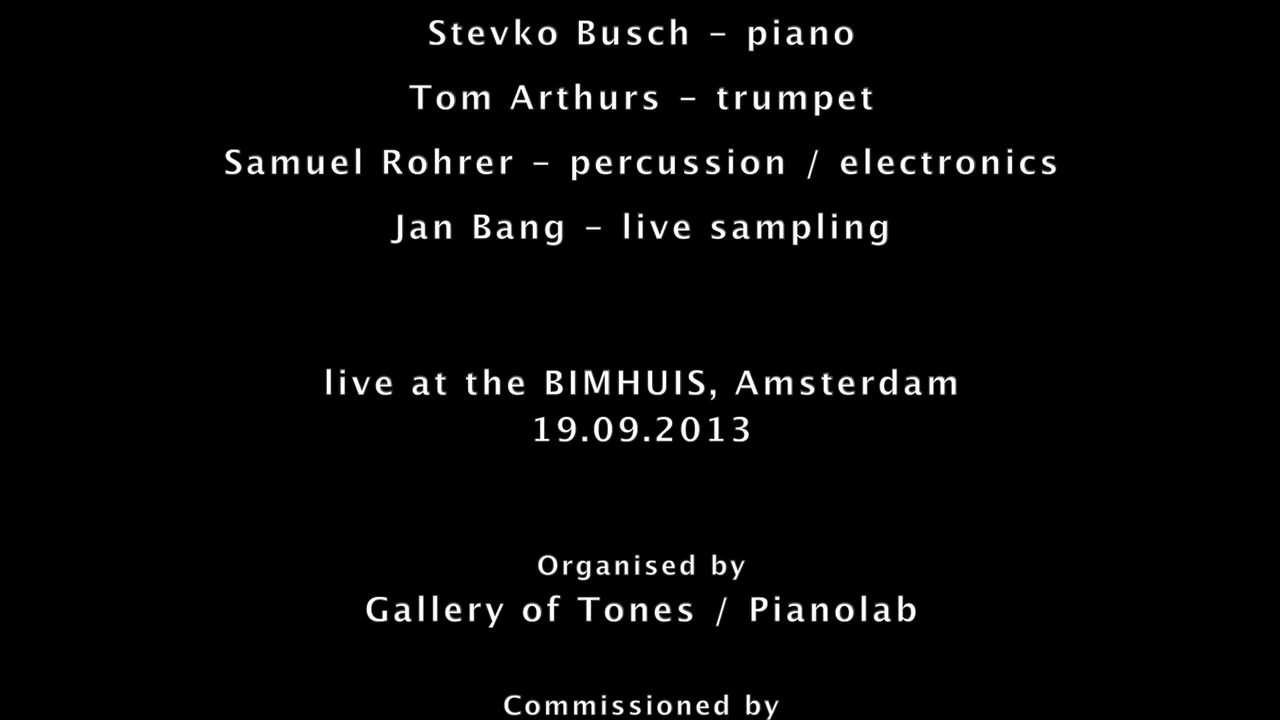 Stevko Busch – piano
Tom Arthurs – trumpet
Samuel Rohrer – percussion / electronics
Jan Bang – live sampling
live at the BIMHUIS, Amsterdam
19.09.2013
Organised by
Gallery of Tones / Pianolab
Commissioned by